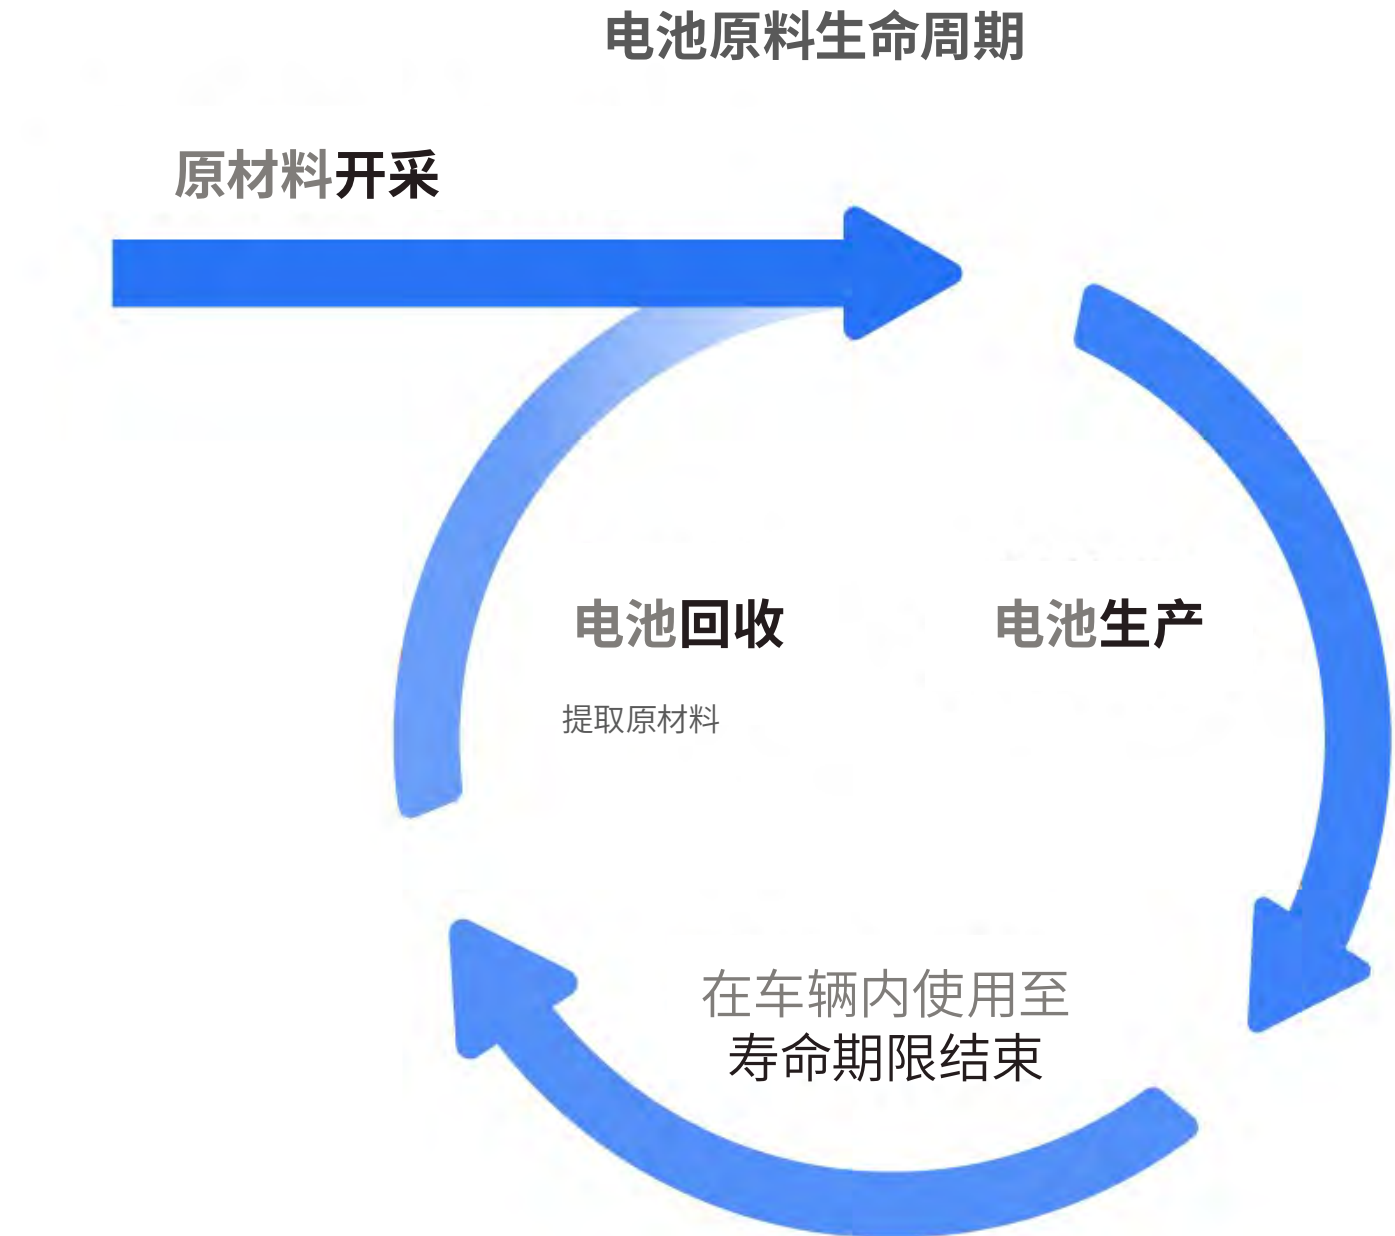 电池原料生命周期
原材料开采
电池回收
电池生产
提取原材料
在车辆内使用至
寿命期限结束